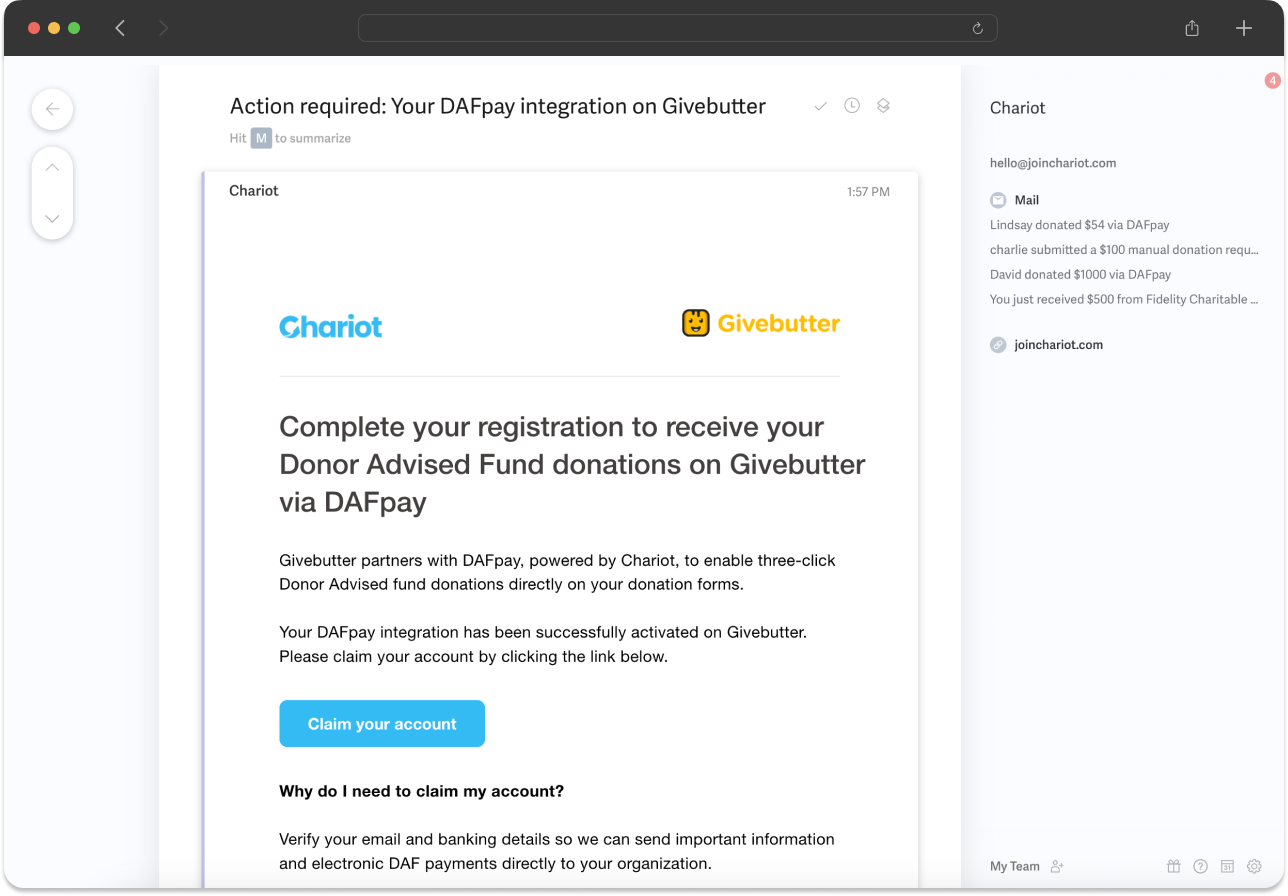 4
Action required: Your DAFpay integration on Givebutter
Hit M to summarize
Chariot
1:57 PM
Chariot
Givebutter
Complete your registration to receive your
Donor Advised Fund donations on Givebutter
via DAFpay
Givebutter partners with DAFpay, powered by Chariot, to enable three-click
Donor Advised fund donations directly on your donation forms.
Your DAFpay integration has been successfully activated on Givebutter.
Please claim your account by clicking the link below.
Claim your account
Why do I need to claim my account?
Verify your email and banking details so we can send important information
and electronic DAF payments directly to your organization.
Chariot
hello@joinchariot.com
Mail
Lindsay donated $54 via DAFpay
charlie submitted a $100 manual donation requ...
David donated $1000 via DAFpay
You just received $500 from Fidelity Charitable ...
joinchariot.com
My Team
?
31